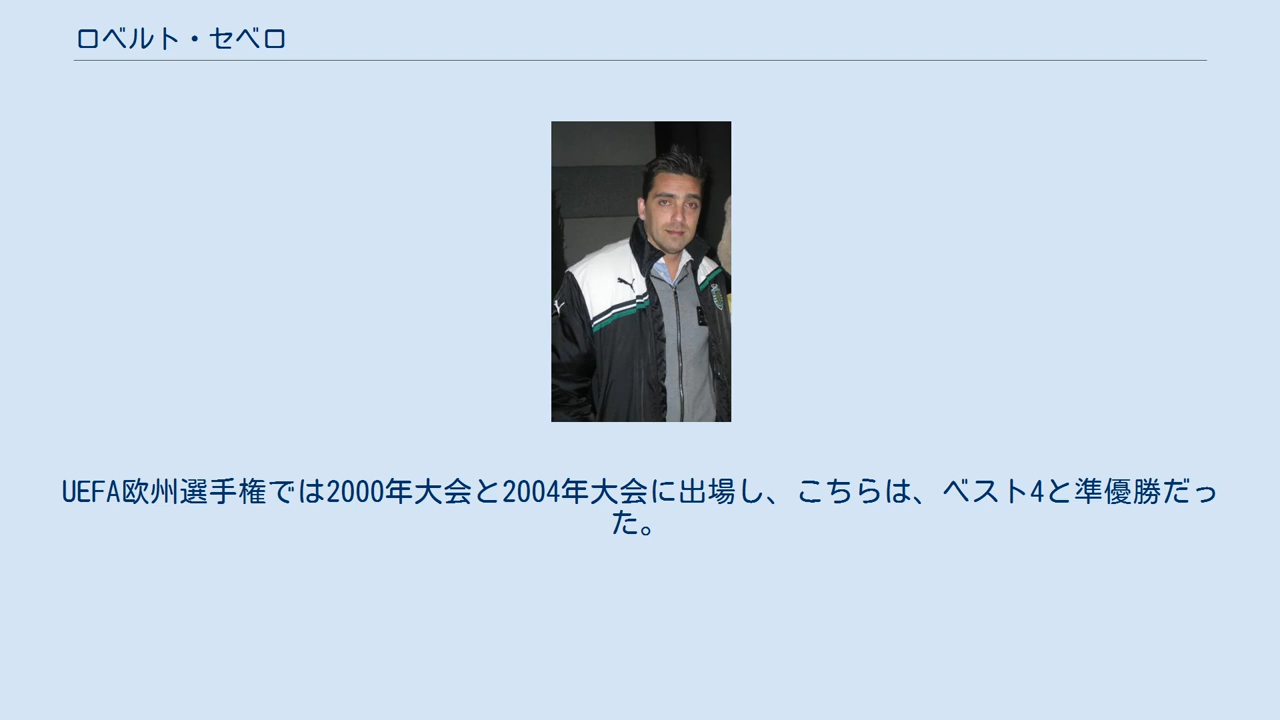 ロベルト・セベロ
UEFA欧州選手権では2000年大会と2004年大会に出場し、こちらは、ベスト4と準優勝だっ
た。